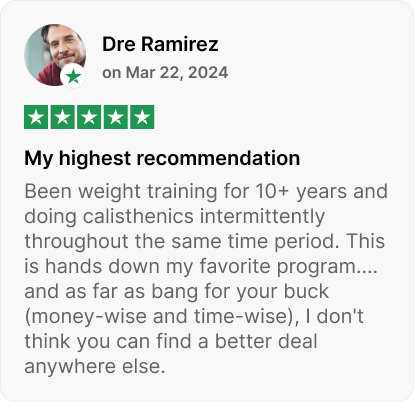 Dre Ramirez
on Mar 22, 2024
My highest recommendation
Been weight training for 10+ years and
doing calisthenics intermittently
throughout the same time period. This
is hands down my favorite program....
and as far as bang for your buck
(money-wise and time-wise), I don't
think you can find a better deal
anywhere else.